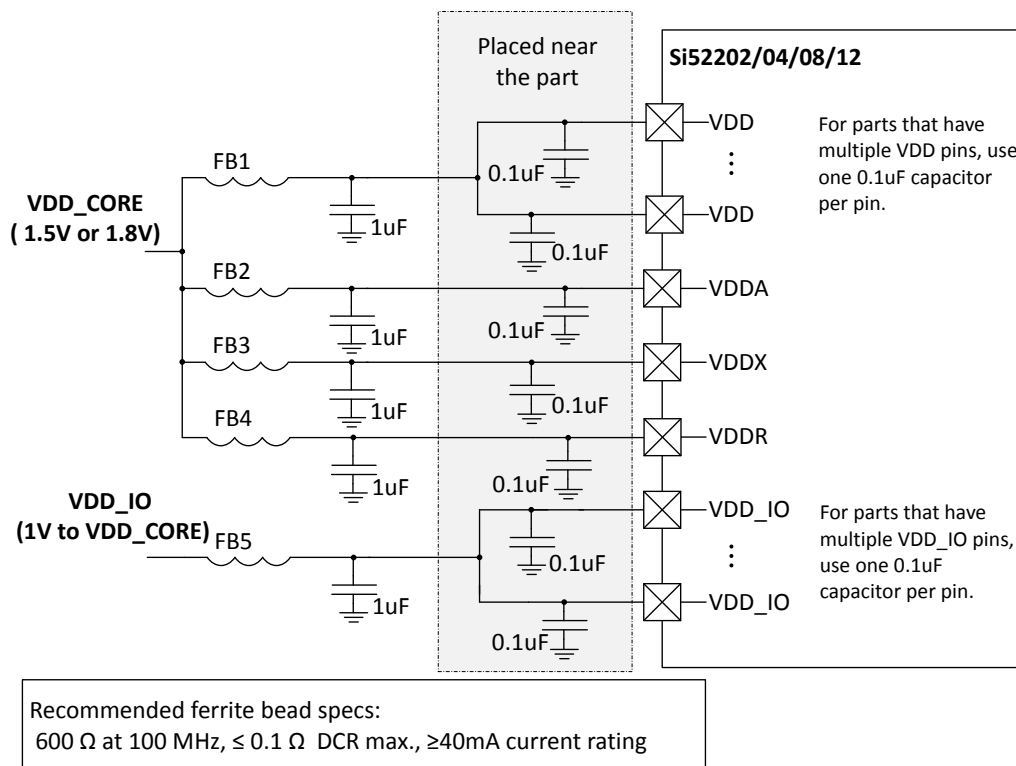 Placed near
the part
Si52202/04/08/12
VDD
For parts that have
multiple VDD pins, use
one 0.1uF capacitor
per pin.
FB1
0.1uF
VDD_CORE
( 1.5V or 1.8V)
1uF
VDD
0.1uF
FB2
VDDA
1uF
0.1uF
FB3
VDDX
1uF
0.1uF
FB4
VDDR
1uF
0.1uF
VDD_IO
(1V to VDD_CORE)
VDD_IO
For parts that have
multiple VDD_IO pins,
use one 0.1uF
capacitor per pin.
FB5
0.1uF
1uF
VDD_IO
0.1uF
Recommended ferrite bead specs:
600 Ω at 100 MHz, ≤ 0.1 Ω DCR max., ≥40mA current rating